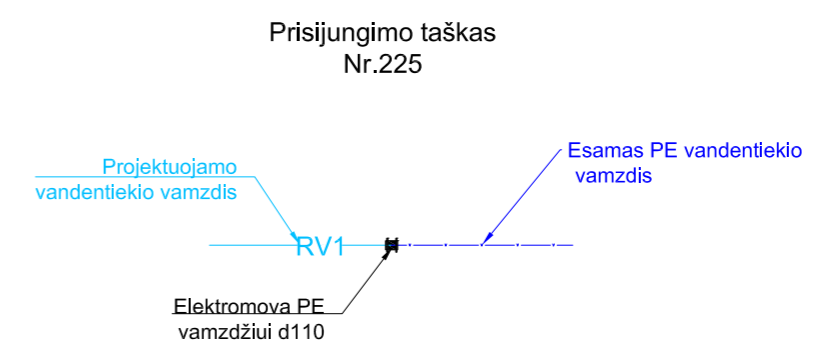 Prisijungimo taškas
Nr.225
Projektuojamo
vandentiekio vamzdis
Esamas PE vandentiekio
vamzdis
RV1
Elektromova PE
vamzdžiui d110